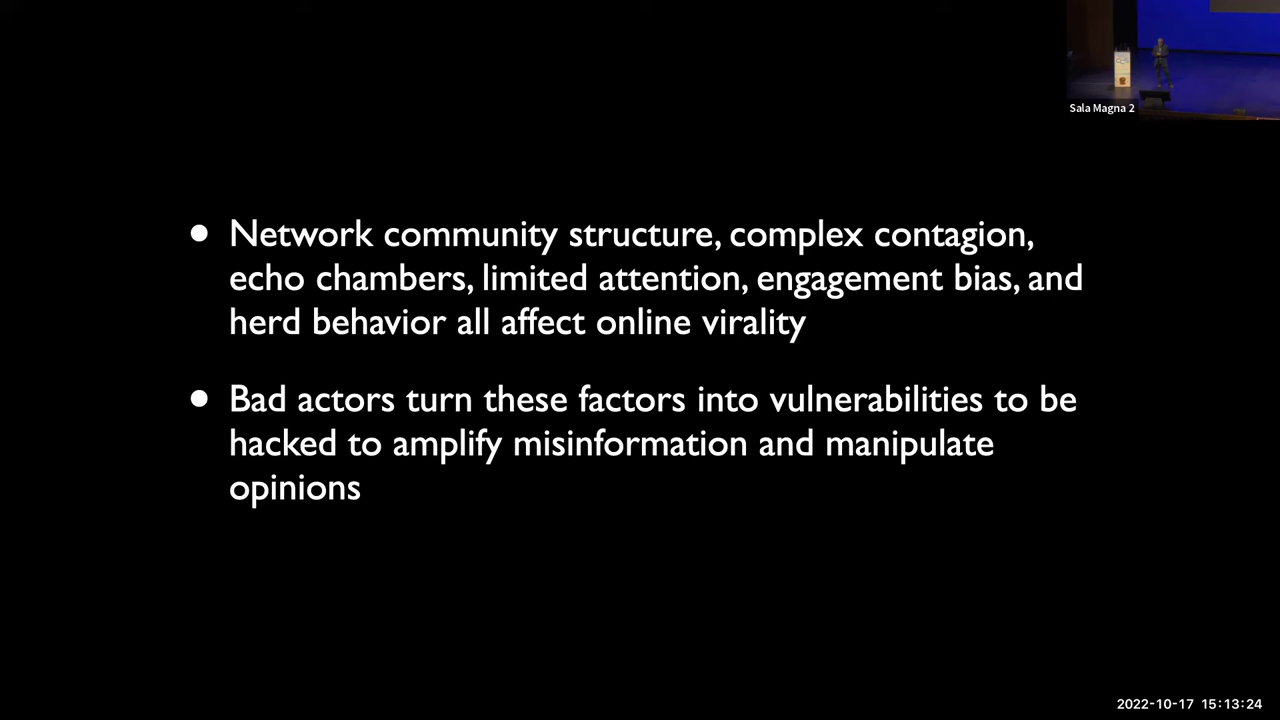 Sala Magna 2
● Network community structure, complex contagion,
echo chambers, limited attention, engagement bias, and
herd behavior all affect online virality
● Bad actors turn these factors into vulnerabilities to be
hacked to amplify misinformation and manipulate
opinions
2022-10-17 15:13:24